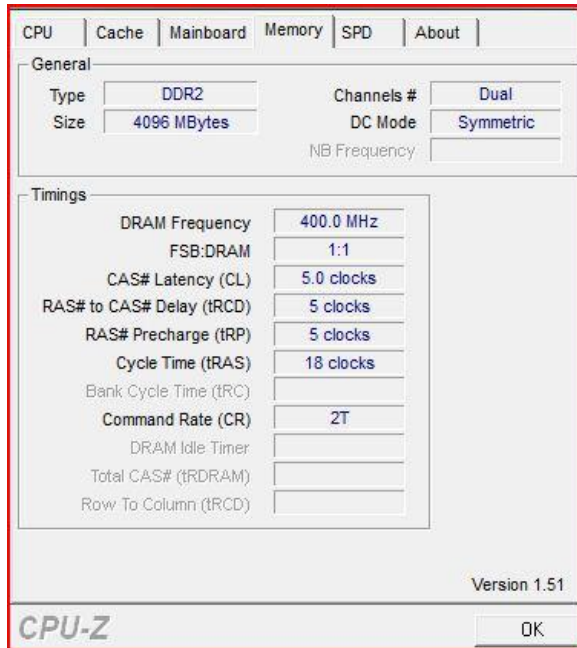 CPU Cache Mainboard Memory SPD About
General
Type DDR2 Channels # Dual
Size 4096 MBytes DC Mode Symmetric
NB Frequency
Timings
DRAM Frequency 400.0 MHz
FSB:DRAM 1:1
CAS# Latency (CL) 5.0 clocks
RAS# to CAS# Delay (tRCD) 5 clocks
RAS# Precharge (tRP) 5 clocks
Cycle Time (tRAS) 18 clocks
Bank Cycle Time (tRC)
Command Rate (CR) 2T
DRAM Idle Timer
Total CAS# (tRDRAM)
Row To Column (tRCD)
Version 1.51
CPU-Z OK